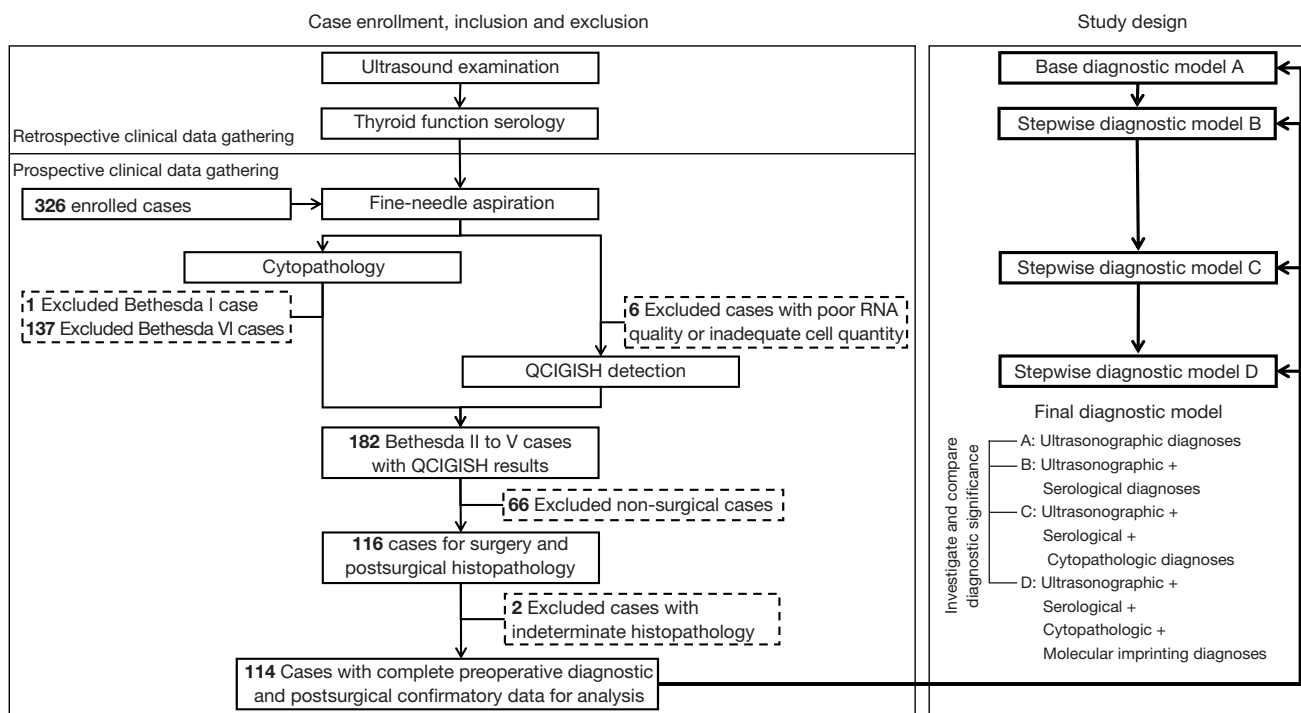 Case enrollment, inclusion and exclusion
Ultrasound examination
Thyroid function serology
Retrospective clinical data gathering
Prospective clinical data gathering
326 enrolled cases
Fine-needle aspiration
Cytopathology
1 Excluded Bethesda I case
137 Excluded Bethesda VI cases
6 Excluded cases with poor RNA
quality or inadequate cell quantity
QCIGISH detection
182 Bethesda II to V cases
with QCIGISH results
66 Excluded non-surgical cases
116 cases for surgery and
postsurgical histopathology
2 Excluded cases with
indeterminate histopathology
114 Cases with complete preoperative diagnostic
and postsurgical confirmatory data for analysis
Study design
Base diagnostic model A
Stepwise diagnostic model B
Stepwise diagnostic model C
Stepwise diagnostic model D
Final diagnostic model
Investigate and compare
diagnostic significance
A: Ultrasonographic diagnoses
B: Ultrasonographic +
Serological diagnoses
C: Ultrasonographic +
Serological +
Cytopathologic diagnoses
D: Ultrasonographic +
Serological +
Cytopathologic +
Molecular imprinting diagnoses